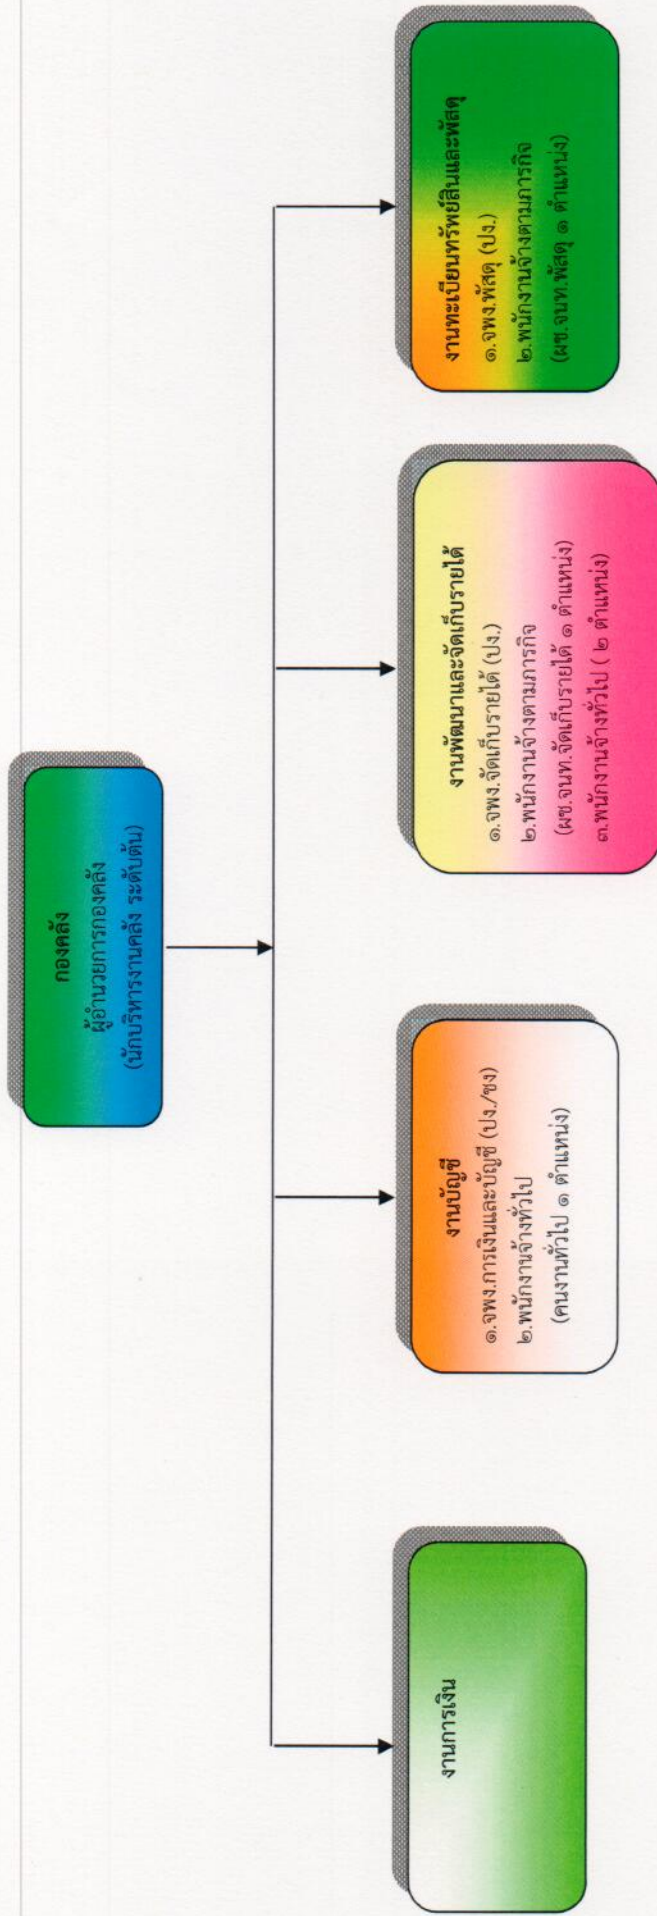 กองคลัง
ผู้อำนวยการกองคลัง
(นักบริหารงานคลัง ระดับต้น)
งานการเงิน
งานบัญชี
๑.จพง.การเงินและบัญชี (ปง./ชง)
๒.พนักงานจ้างทั่วไป
(คนงานทั่วไป ๑ ตำแหน่ง)
งานพัฒนาและจัดเก็บรายได้
๑.จพง.จัดเก็บรายได้ (ปง.)
๒.พนักงานจ้างตามภารกิจ
(ผช.จนท.จัดเก็บรายได้ ๑ ตำแหน่ง)
๓.พนักงานจ้างทั่วไป ( ๒ ตำแหน่ง)
งานทะเบียนทรัพย์สินและพัสดุ
๑.จพง.พัสดุ (ปง.)
๒.พนักงานจ้างตามภารกิจ
(ผช.จนท.พัสดุ ๑ ตำแหน่ง)